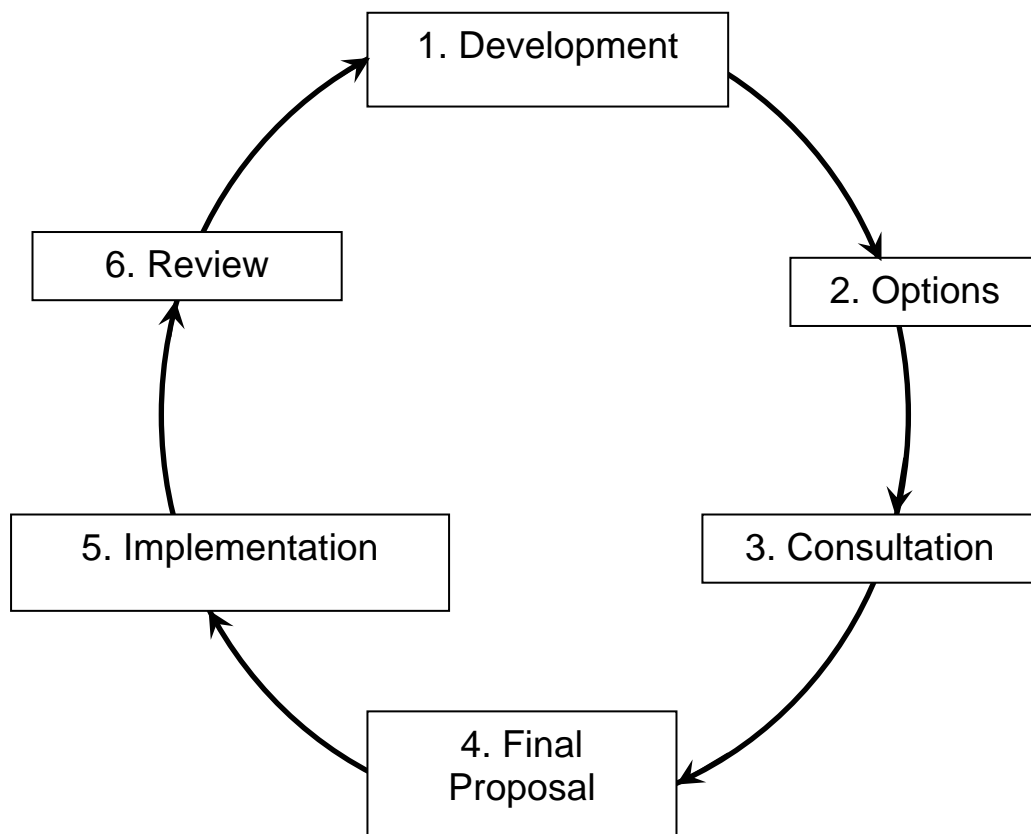 1. Development
2. Options
3. Consultation
4. Final
Proposal
5. Implementation
6. Review